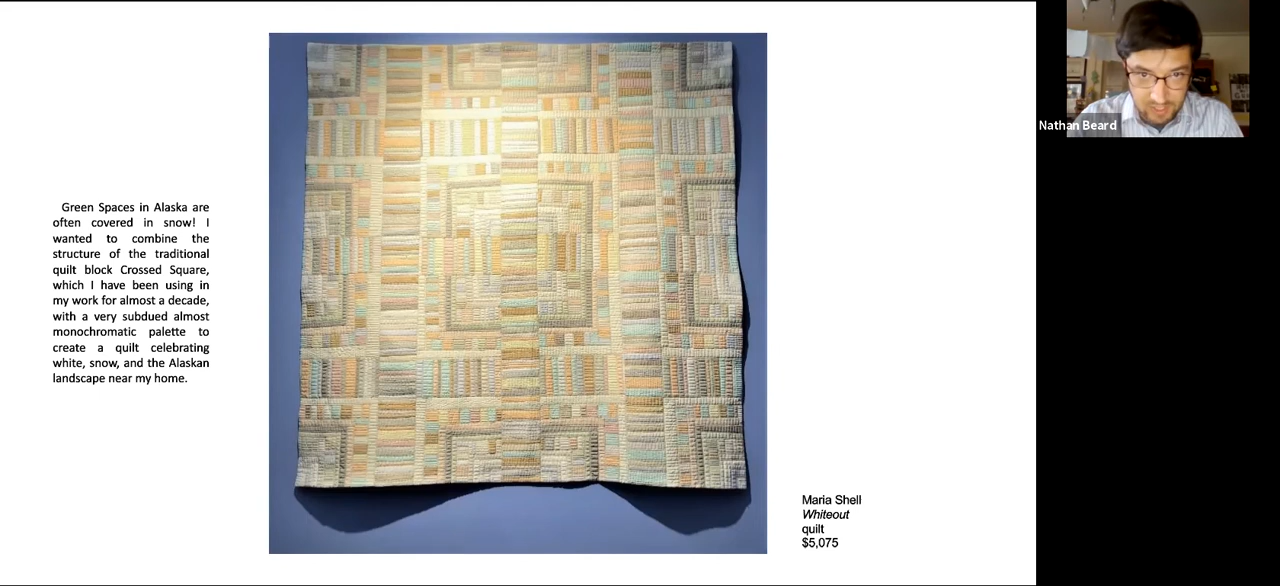 Green Spaces in Alaska are
often covered in snow! I
wanted to combine the
structure of the traditional
quilt block Crossed Square,
which I have been using in
my work for almost a decade,
with a very subdued almost
monochromatic palette to
create a quilt celebrating
white, snow, and the Alaskan
landscape near my home.
Maria Shell
Whiteout
quilt
$5,075
Nathan Beard